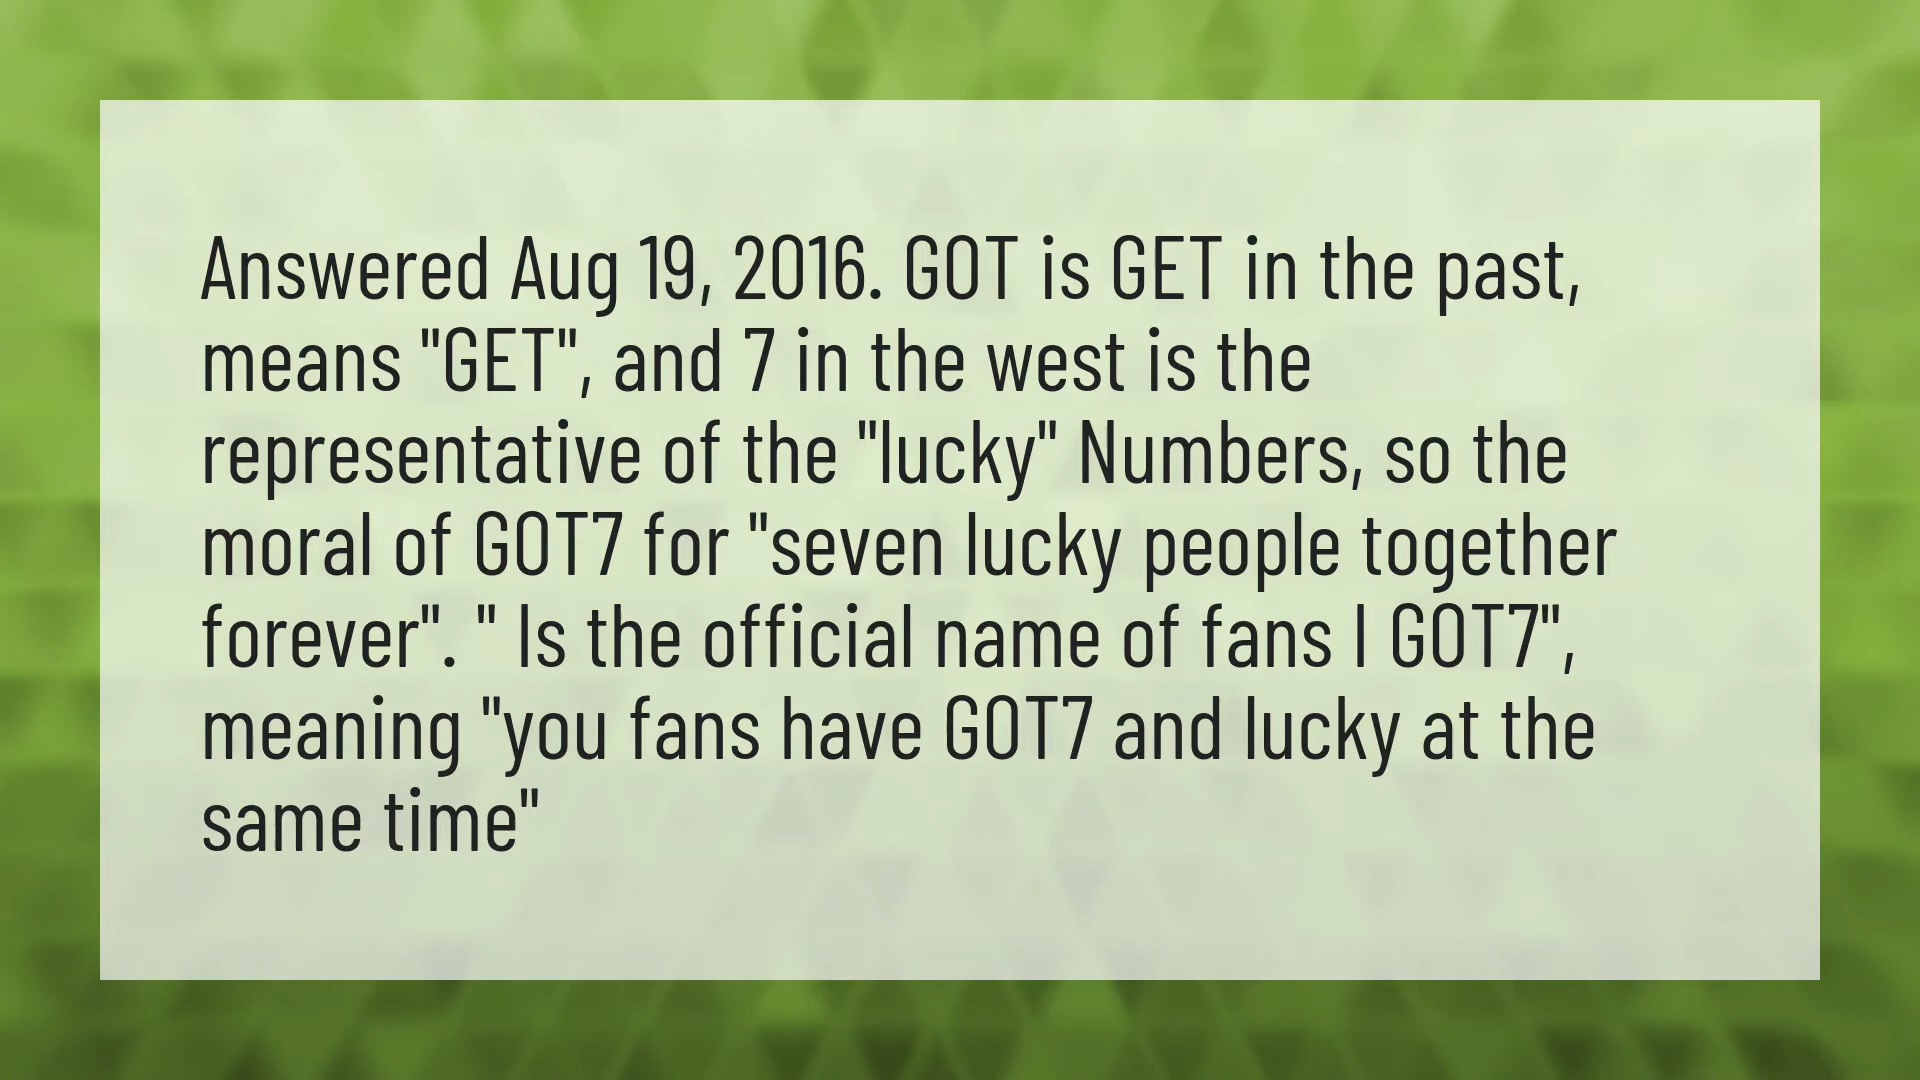 Answered Aug 19, 2016. GOT is GET in the past,
means "GET", and 7 in the west is the
representative of the "lucky" Numbers, so the
moral of GOT7 for "seven lucky people together
forever". " Is the official name of fans I GOT7",
meaning "you fans have GOT7 and lucky at the
same time"